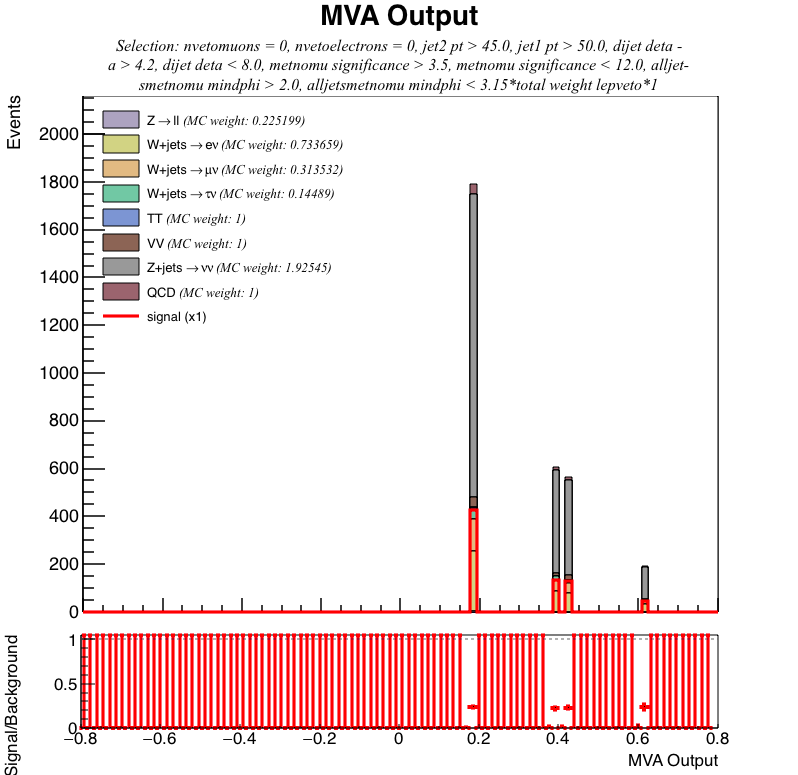 MVA Output
Selection: nvetomuons = 0, nvetoelectrons = 0, jet2 pt > 45.0, jet1 pt > 50.0, dijet deta -
a > 4.2, dijet deta < 8.0, metnomu significance > 3.5, metnomu significance < 12.0, alljet-
smetnomu mindphi > 2.0, alljetsmetnomu mindphi < 3.15*total weight lepveto*1
Events
2000
1800
1600
1400
1200
1000
800
600
400
200
0
Z→ll (MC weight: 0.225199)
W+jets→eν (MC weight: 0.733659)
W+jets→μν (MC weight: 0.313532)
W+jets→τν (MC weight: 0.14489)
TT (MC weight: 1)
VV (MC weight: 1)
Z+jets→νν (MC weight: 1.92545)
QCD (MC weight: 1)
signal (x1)
Signal/Background
1
0.5
0
−0.8 −0.6 −0.4 −0.2 0 0.2 0.4 0.6 0.8
MVA Output